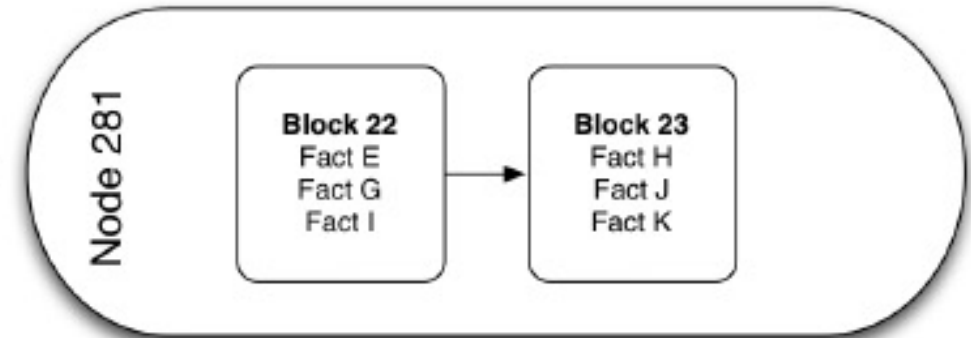 Node 281
Block 22
Fact E
Fact G
Fact I
Block 23
Fact H
Fact J
Fact K